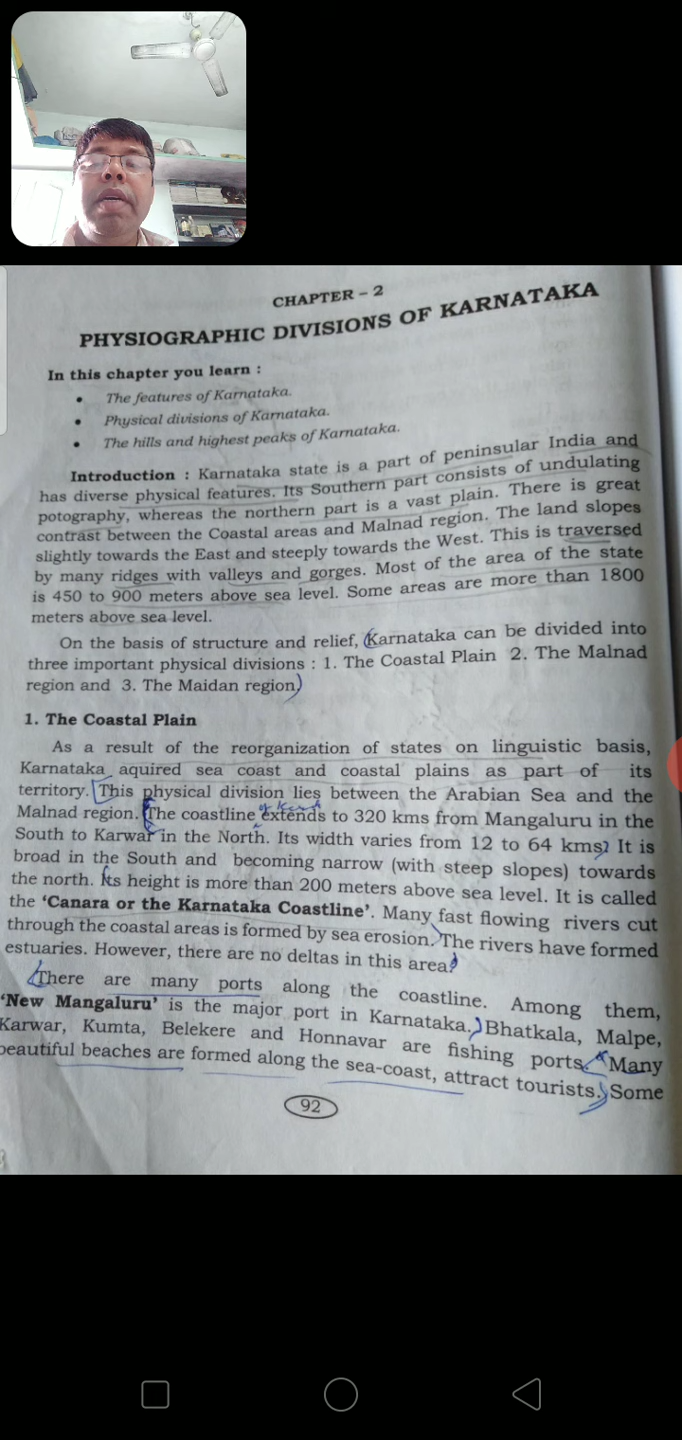 CHAPTER – 2
PHYSIOGRAPHIC DIVISIONS OF KARNATAKA
In this chapter you learn :
• The features of Karnataka.
• Physical divisions of Karnataka.
• The hills and highest peaks of Karnataka.
Introduction : Karnataka state is a part of peninsular India and
has diverse physical features. Its Southern part consists of undulating
potography, whereas the northern part is a vast plain. There is great
contrast between the Coastal areas and Malnad region. The land slopes
slightly towards the East and steeply towards the West. This is traversed
by many ridges with valleys and gorges. Most of the area of the state
is 450 to 900 meters above sea level. Some areas are more than 1800
meters above sea level.
On the basis of structure and relief, (Karnataka can be divided into
three important physical divisions : 1. The Coastal Plain 2. The Malnad
region and 3. The Maidan region)
1. The Coastal Plain
As a result of the reorganization of states on linguistic basis,
Karnataka aquired sea coast and coastal plains as part of its
territory. This physical division lies between the Arabian Sea and the
Malnad region. The coastline extends to 320 kms from Mangaluru in the
South to Karwar in the North. Its width varies from 12 to 64 kms. It is
broad in the South and becoming narrow (with steep slopes) towards
the north. Its height is more than 200 meters above sea level. It is called
the ‘Canara or the Karnataka Coastline’. Many fast flowing rivers cut
through the coastal areas is formed by sea erosion. The rivers have formed
estuaries. However, there are no deltas in this area.
There are many ports along the coastline. Among them,
‘New Mangaluru’ is the major port in Karnataka. Bhatkala, Malpe,
Karwar, Kumta, Belekere and Honnavar are fishing ports. Many
beautiful beaches are formed along the sea-coast, attract tourists. Some
92